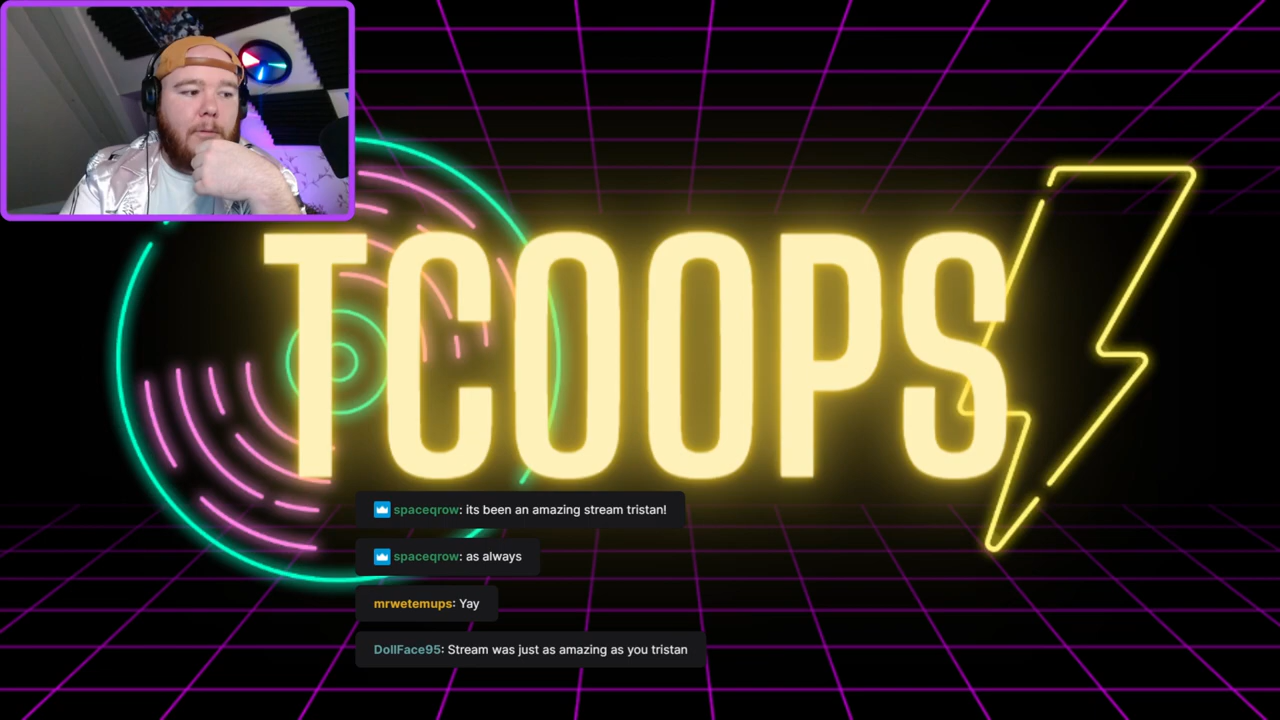 TCOOPS
spaceqrow: its been an amazing stream tristan!
spaceqrow: as always
mrwetemups: Yay
DollFace95: Stream was just as amazing as you tristan